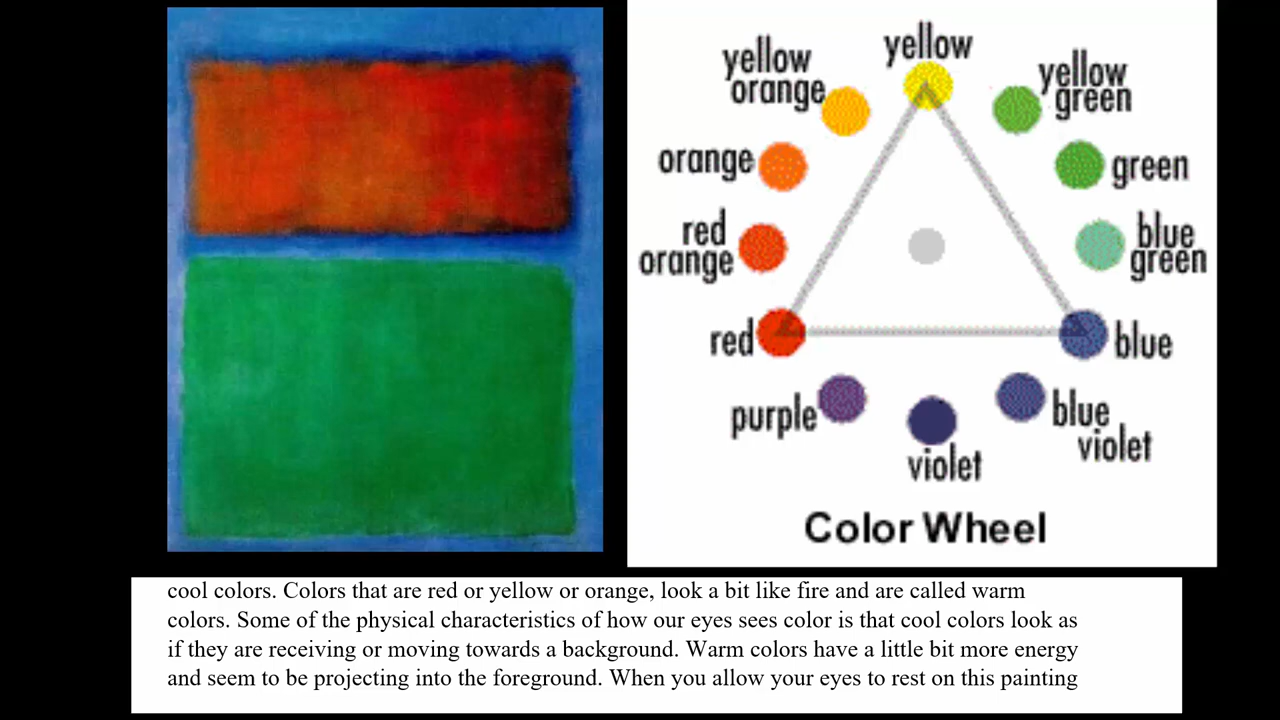 yellow
yellow
orange
yellow
green
orange
green
red
orange
blue
green
red
blue
purple
blue
violet
violet
Color Wheel
cool colors. Colors that are red or yellow or orange, look a bit like fire and are called warm
colors. Some of the physical characteristics of how our eyes sees color is that cool colors look as
if they are receiving or moving towards a background. Warm colors have a little bit more energy
and seem to be projecting into the foreground. When you allow your eyes to rest on this painting